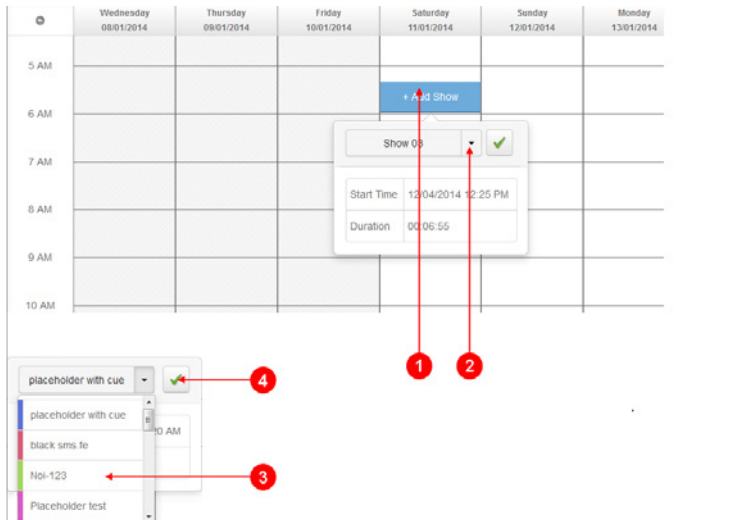 Wednesday Thursday Friday Saturday Sunday Monday
08/01/2014 09/01/2014 10/01/2014 11/01/2014 12/01/2014 13/01/2014
5 AM
+ Add Show
6 AM
Show 03
7 AM
Start Time 12/04/2014 12:25 PM
8 AM
Duration 00:06:55
9 AM
10 AM
1 2
placeholder with cue 4
placeholder with cue
20 AM
black sms.fe
Noi-123 3
Placeholder test
.